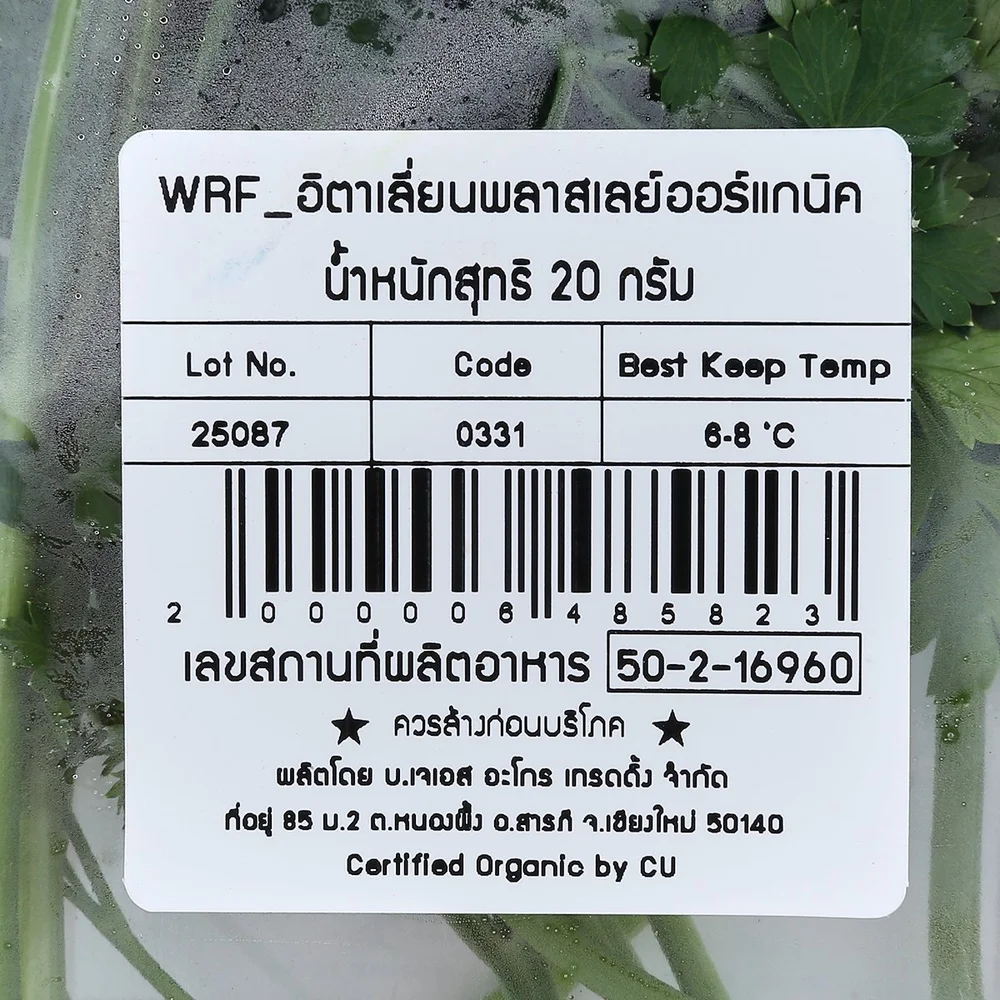 WRF_อิตาเลี่ยนพลาสเลย์ออร์แกนิค
น้ำหนักสุทธิ 20 กรัม
Lot No. Code Best Keep Temp
25087 0331 6-8 °C
2 000006 485823
เลขสถานที่ผลิตอาหาร 50-2-16960
★ ควรล้างก่อนบริโภค ★
ผลิตโดย บ.เจเอส อะโกร เทรดดิ้ง จำกัด
ที่อยู่ 85 ม.2 ต.หนองผึ้ง อ.สารภี จ.เชียงใหม่ 50140
Certified Organic by CU